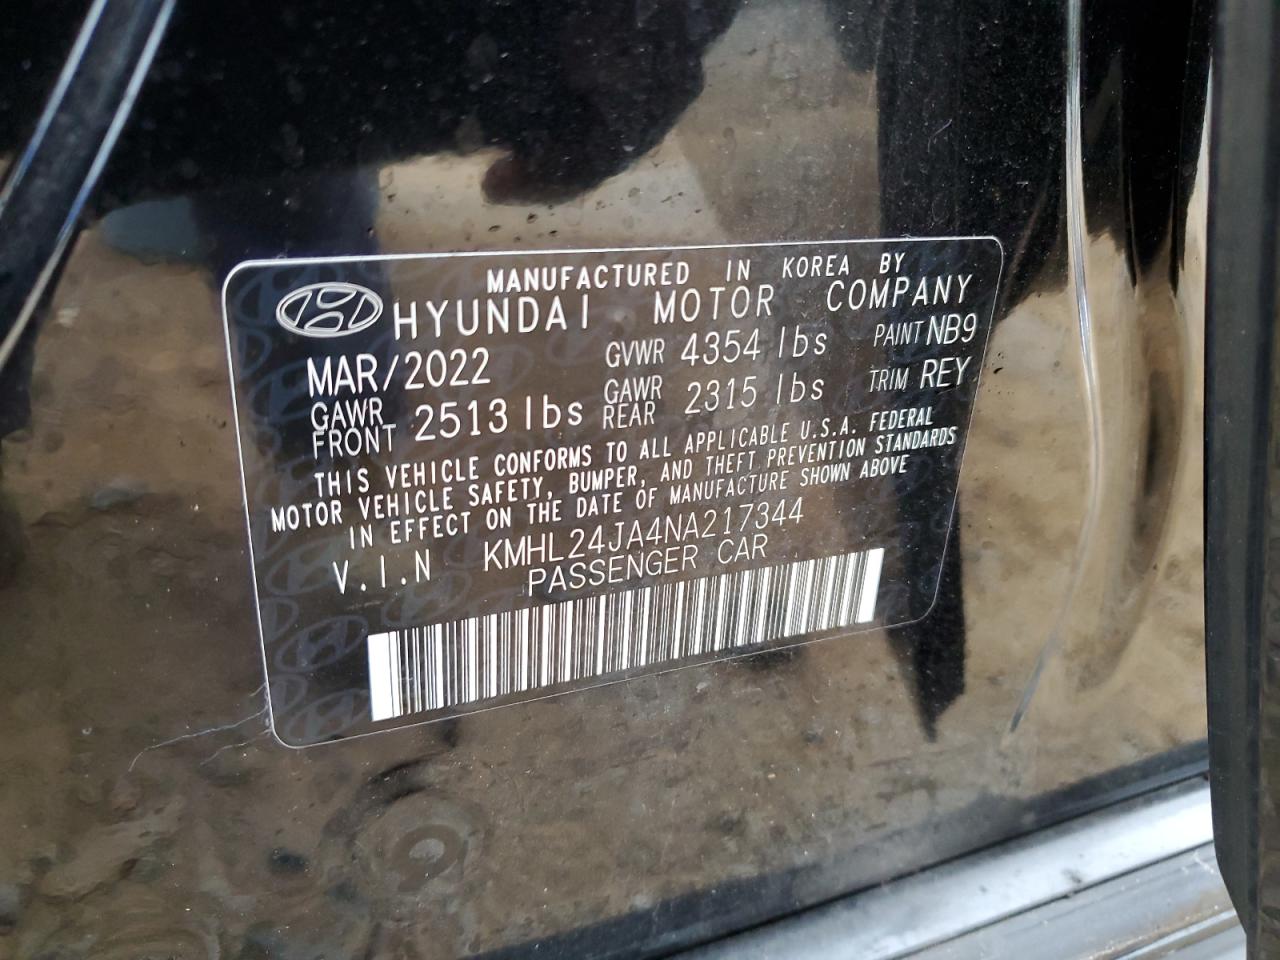 MANUFACTURED IN KOREA BY
HYUNDAI MOTOR COMPANY
MAR/2022 GVWR 4354 lbs PAINT NB9
GAWR FRONT 2513 lbs GAWR REAR 2315 lbs TRIM REY
THIS VEHICLE CONFORMS TO ALL APPLICABLE U.S.A. FEDERAL
MOTOR VEHICLE SAFETY, BUMPER, AND THEFT PREVENTION STANDARDS
IN EFFECT ON THE DATE OF MANUFACTURE SHOWN ABOVE
V.I.N KMHL24JA4NA217344
PASSENGER CAR